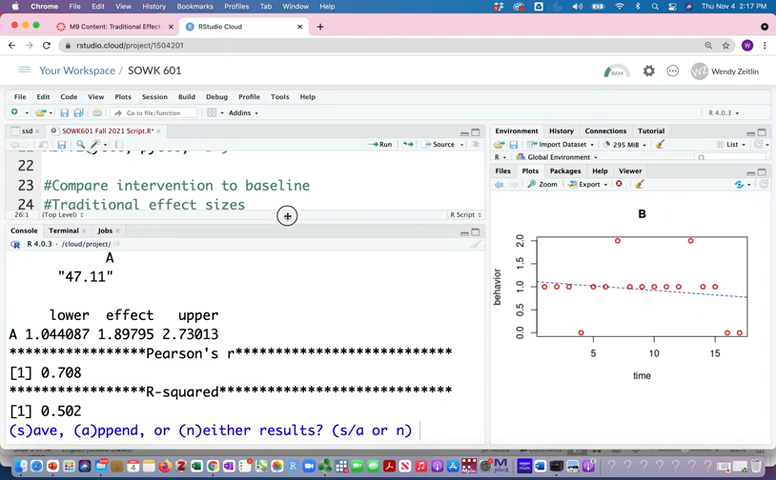 Chrome File Edit View History Bookmarks Profiles Tab Window Help Thu Nov 4 2:17 PM
M9 Content: Traditional Effect RStudio Cloud
rstudio.cloud/project/1504201
Your Workspace / SOWK 601 RAM WZ Wendy Zeitlin
File Edit Code View Plots Session Build Debug Profile Tools Help
Go to file/function Addins R 4.0.3
ssd SOWK601 Fall 2021 Script.R*
Run Source
22
23 #Compare intervention to baseline
24 #Traditional effect sizes
26:1 (Top Level) R Script
Console Terminal Jobs
R 4.0.3 · /cloud/project/
A
"47.11"
lower effect upper
A 1.044087 1.89795 2.73013
*****************Pearson's r***************************
[1] 0.708
*****************R-squared*****************************
[1] 0.502
(s)ave, (a)ppend, or (n)either results? (s/a or n)
Environment History Connections Tutorial
Import Dataset 295 MiB List
R Global Environment
Files Plots Packages Help Viewer
Zoom Export
B
behavior
2.0
1.5
1.0
0.5
0.0
5 10 15
time